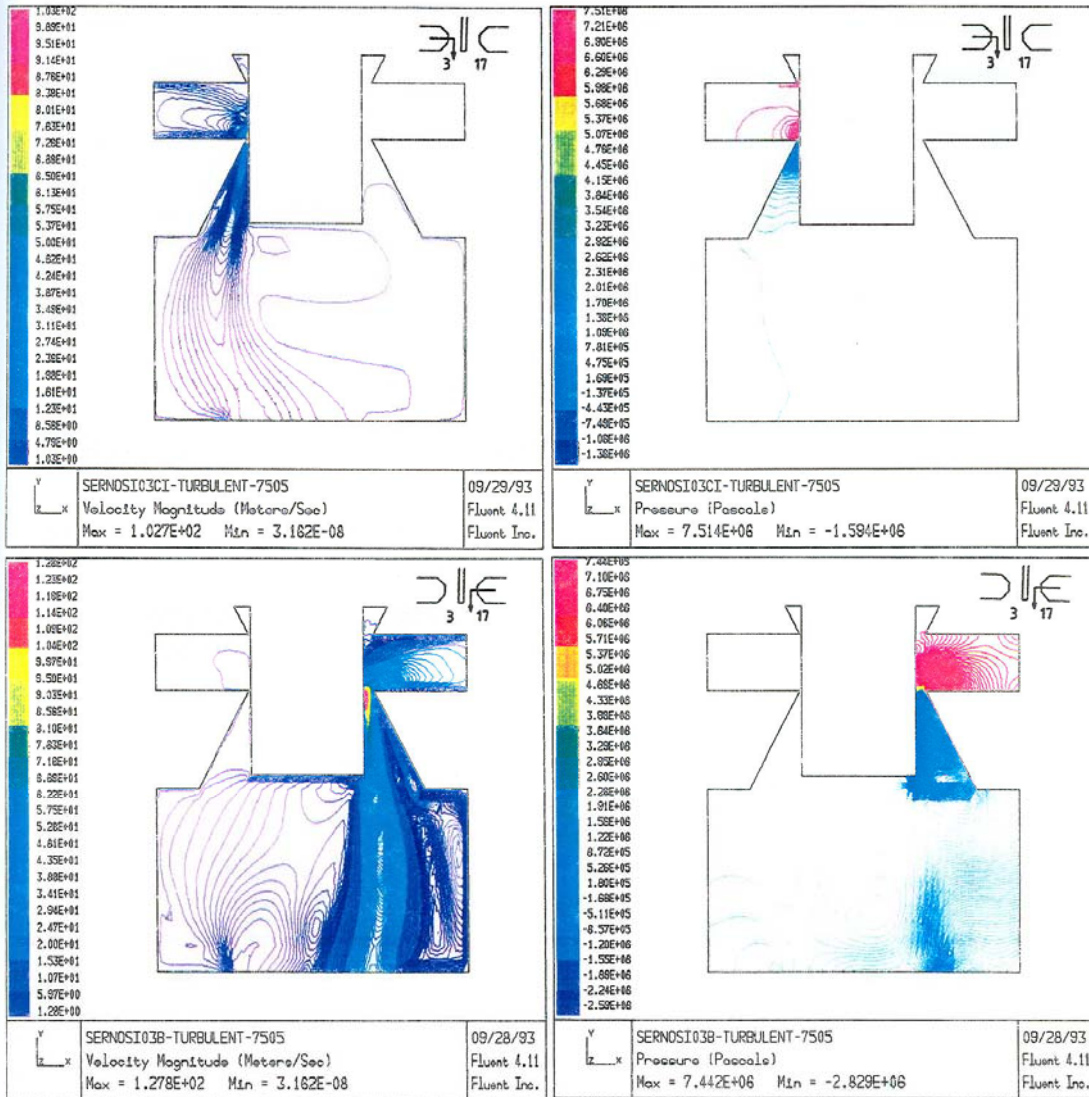 1.03E+02
9.89E+01
9.51E+01
9.14E+01
8.76E+01
8.38E+01
8.01E+01
7.63E+01
7.26E+01
6.88E+01
6.50E+01
6.13E+01
5.75E+01
5.37E+01
5.00E+01
4.62E+01
4.24E+01
3.87E+01
3.49E+01
3.11E+01
2.74E+01
2.36E+01
1.98E+01
1.61E+01
1.23E+01
8.56E+00
4.79E+00
1.03E+00
3 17
Y
Z X
SERNOSI03CI-TURBULENT-7505
Velocity Magnitude (Meters/Sec)
Max = 1.027E+02 Min = 3.162E-08
09/29/93
Fluent 4.11
Fluent Inc.
7.51E+06
7.21E+06
6.90E+06
6.60E+06
6.29E+06
5.98E+06
5.68E+06
5.37E+06
5.07E+06
4.76E+06
4.45E+06
4.15E+06
3.84E+06
3.54E+06
3.23E+06
2.92E+06
2.62E+06
2.31E+06
2.01E+06
1.70E+06
1.39E+06
1.09E+06
7.81E+05
4.75E+05
1.69E+05
-1.37E+05
-4.43E+05
-7.49E+05
-1.06E+06
-1.36E+06
3 17
Y
Z X
SERNOSI03CI-TURBULENT-7505
Pressure (Pascals)
Max = 7.514E+06 Min = -1.594E+06
09/29/93
Fluent 4.11
Fluent Inc.
1.28E+02
1.23E+02
1.18E+02
1.14E+02
1.09E+02
1.04E+02
9.97E+01
9.50E+01
9.03E+01
8.56E+01
8.10E+01
7.63E+01
7.16E+01
6.69E+01
6.22E+01
5.75E+01
5.28E+01
4.81E+01
4.35E+01
3.88E+01
3.41E+01
2.94E+01
2.47E+01
2.00E+01
1.53E+01
1.07E+01
5.97E+00
1.28E+00
3 17
Y
Z X
SERNOSI03B-TURBULENT-7505
Velocity Magnitude (Meters/Sec)
Max = 1.278E+02 Min = 3.162E-08
09/28/93
Fluent 4.11
Fluent Inc.
7.44E+06
7.10E+06
6.75E+06
6.40E+06
6.06E+06
5.71E+06
5.37E+06
5.02E+06
4.68E+06
4.33E+06
3.98E+06
3.64E+06
3.29E+06
2.95E+06
2.60E+06
2.26E+06
1.91E+06
1.22E+06
8.72E+05
5.26E+05
1.80E+05
-1.66E+05
-5.11E+05
-8.57E+05
-1.20E+06
-1.55E+06
-1.89E+06
-2.24E+06
-2.59E+06
3 17
Y
Z X
SERNOSI03B-TURBULENT-7505
Pressure (Pascals)
Max = 7.442E+06 Min = -2.829E+06
09/28/93
Fluent 4.11
Fluent Inc.